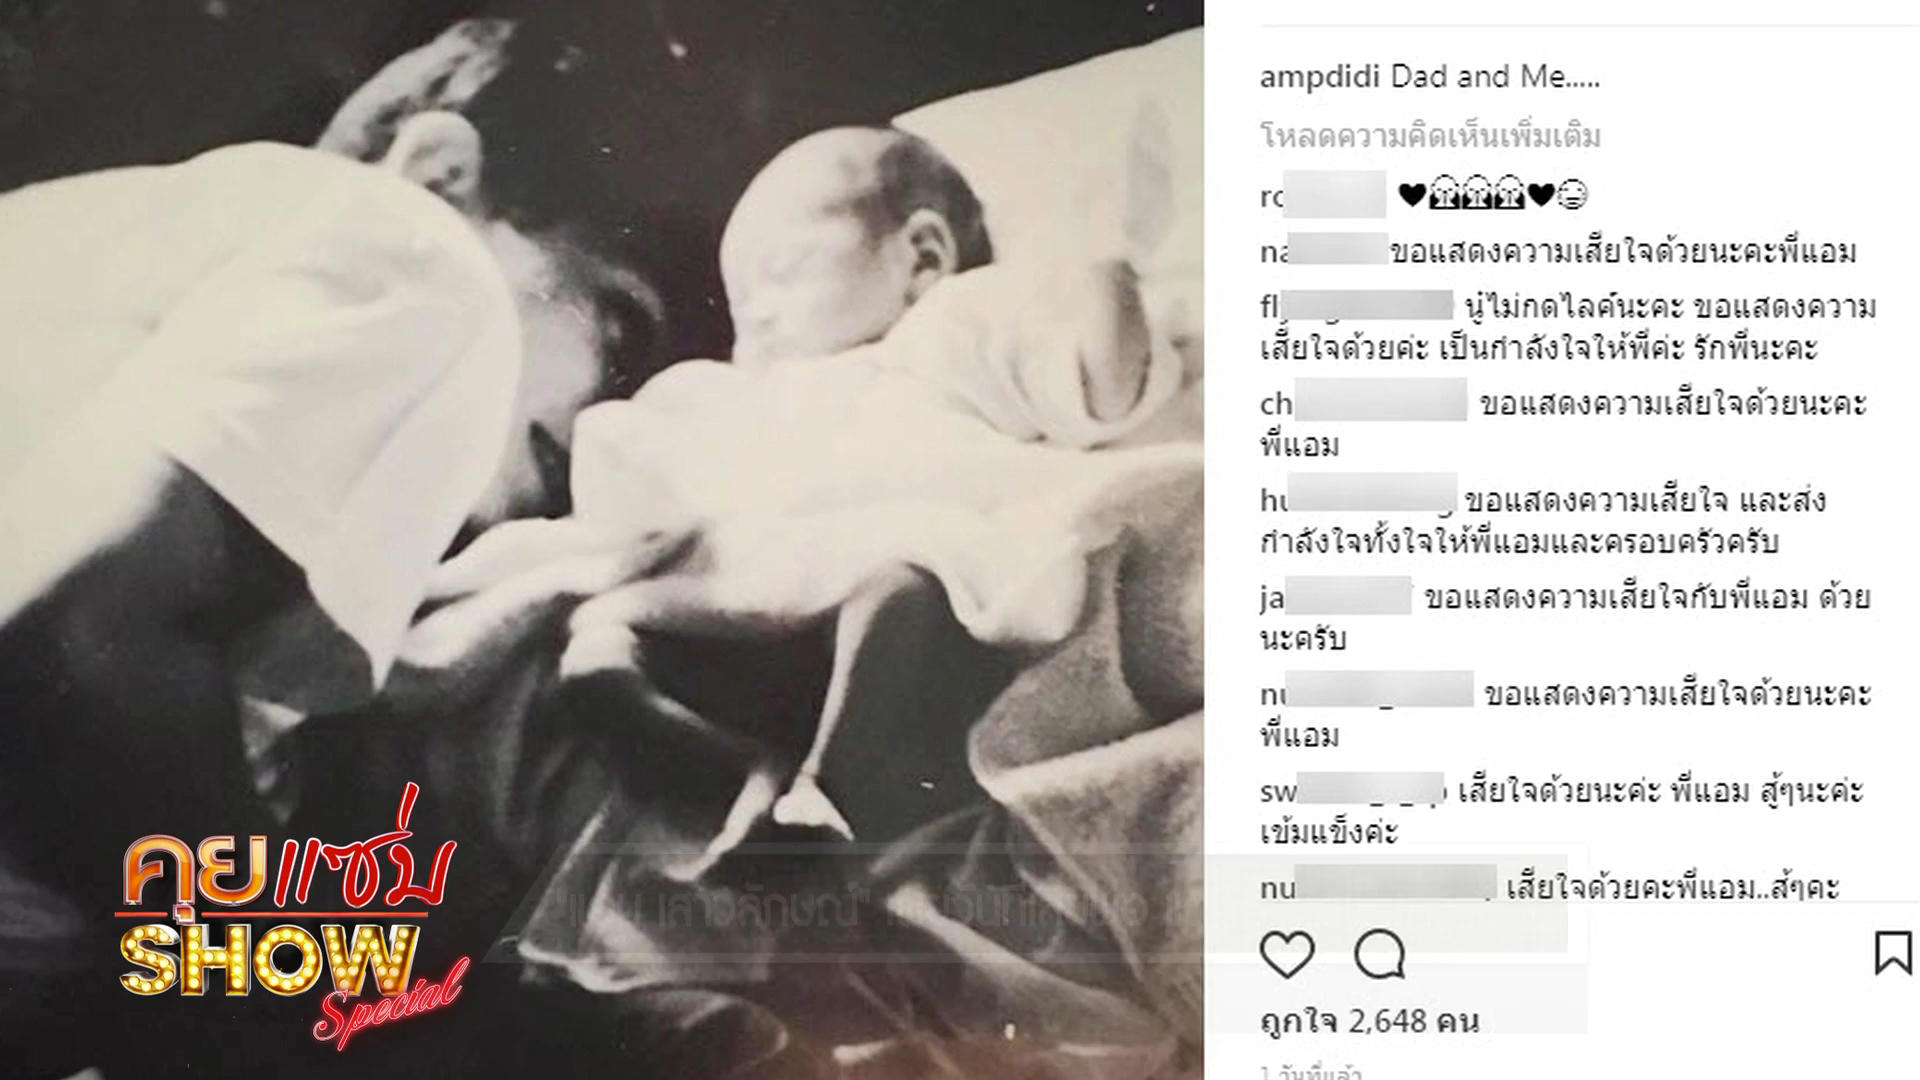 ampdidi Dad and Me.....
โหลดความคิดเห็นเพิ่มเติม
ro
na ขอแสดงความเสียใจด้วยนะคะพี่แอม
fl นู๋ไม่กดไลค์นะคะ ขอแสดงความ
เสียใจด้วยค่ะ เป็นกำลังใจให้พี่ค่ะ รักพี่นะคะ
ch ขอแสดงความเสียใจด้วยนะคะ
พี่แอม
hu ขอแสดงความเสียใจ และส่ง
กำลังใจทั้งใจให้พี่แอมและครอบครัวครับ
ja ขอแสดงความเสียใจกับพี่แอม ด้วย
นะครับ
nu ขอแสดงความเสียใจด้วยนะคะ
พี่แอม
sw เสียใจด้วยนะค่ะ พี่แอม สู้ๆนะค่ะ
เข้มแข็งค่ะ
nu เสียใจด้วยคะพี่แอม..สู้ๆคะ
ถูกใจ 2,648 คน
1 วันที่แล้ว
คุยแซ่บ
SHOW
Special